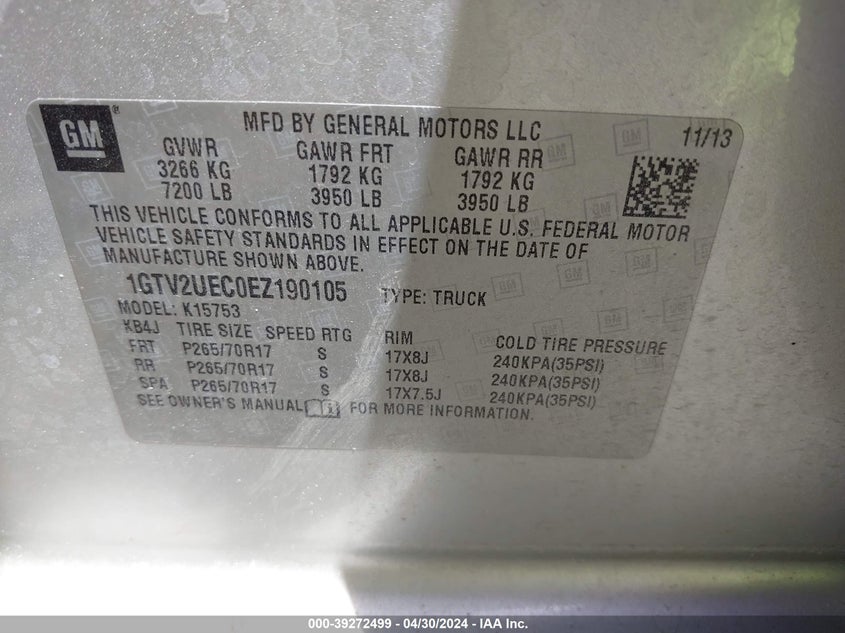 GM ®
MFD BY GENERAL MOTORS LLC 11/13
GVWR GAWR FRT GAWR RR
3266 KG 1792 KG 1792 KG
7200 LB 3950 LB 3950 LB
THIS VEHICLE CONFORMS TO ALL APPLICABLE U.S. FEDERAL MOTOR
VEHICLE SAFETY STANDARDS IN EFFECT ON THE DATE OF
MANUFACTURE SHOWN ABOVE.
1GTV2UEC0EZ190105 TYPE: TRUCK
MODEL: K15753
KB4J TIRE SIZE SPEED RTG RIM COLD TIRE PRESSURE
FRT P265/70R17 S 17X8J 240KPA(35PSI)
RR P265/70R17 S 17X8J 240KPA(35PSI)
SPA P265/70R17 S 17X7.5J 240KPA(35PSI)
SEE OWNER'S MANUAL FOR MORE INFORMATION.
000-39272499 - 04/30/2024 - IAA Inc.